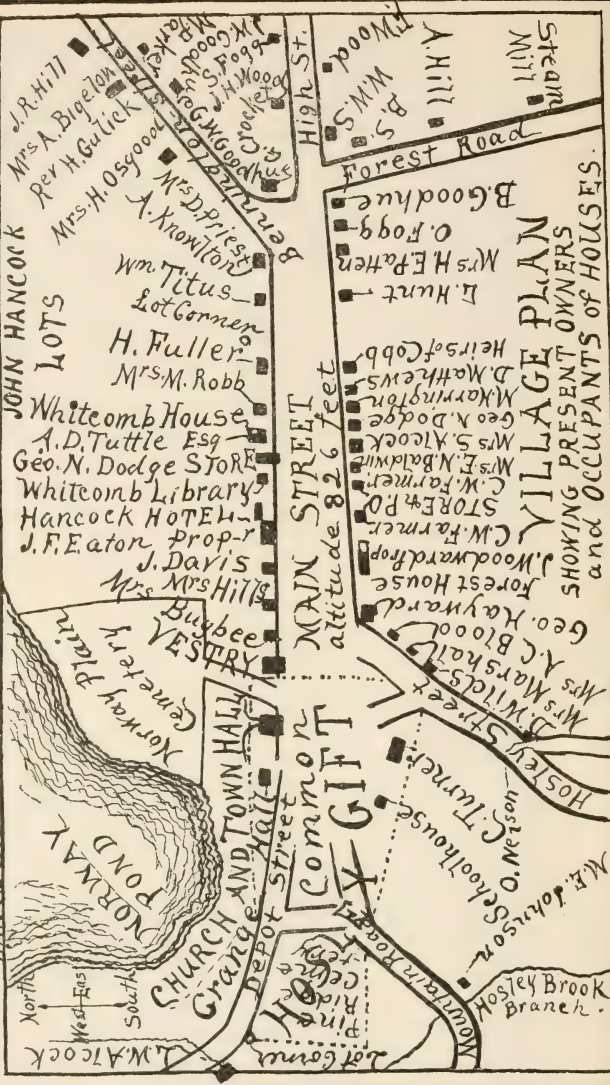 J.R. Hill
Mrs A. Bigelow
Rev H. Gulick
Mrs. H. Osgood
M. Parker
J.W. Goodhue
S. Fogg
J.H. Wood
Crocket
G.W. Goodhue
Bennington Street
High St.
F. Wood
W.W.S.
B.S.
A. Hill
Steam
Mill
Forest Road
JOHN HANCOCK
LOTS
Mrs D. Priest
A. Knowlton
Wm. Titus
Lot Corner
H. Fuller
Mrs. M. Robb
Whitcomb House
A.D. Tuttle Esq
Geo. N. Dodge STORE
Whitcomb Library
Hancock HOTEL
J.F. Eaton Prop-r
J. Davis
Mrs Mrs Hills
Bugbee
VESTRY
MAIN STREET
altitude 826 feet
B. Goodhue
O. Fogg
Mrs H.E. Patten
L. Hunt
Heirs of Cobb
D. Matthews
M. Harrington
Geo N. Dodge
Mrs S. Alcock
Mrs E.N. Baldwin
C.W. Farmer
STORE & P.O.
C.W. Farmer
J. Woodward Prop
Forest House
Geo. Hayward
Mrs A.C. Blood
Mrs Marshall
D. Wilds
VILLAGE PLAN
SHOWING PRESENT OWNERS
and OCCUPANTS of HOUSES.
Hosley Street
Norway Plain
Cemetery
NORWAY
POND
CHURCH AND TOWN HALL
Grange Hall
Depot Street
Common
HOSLEY GIFT
C. Turner
Schoolhouse
O. Nelson
M.E. Johnson
Mountain Road
Hosley Brook
Branch.
Pine
Ridge
Cemetery
Lot Corner
L.W. Alcock
North
West East
South